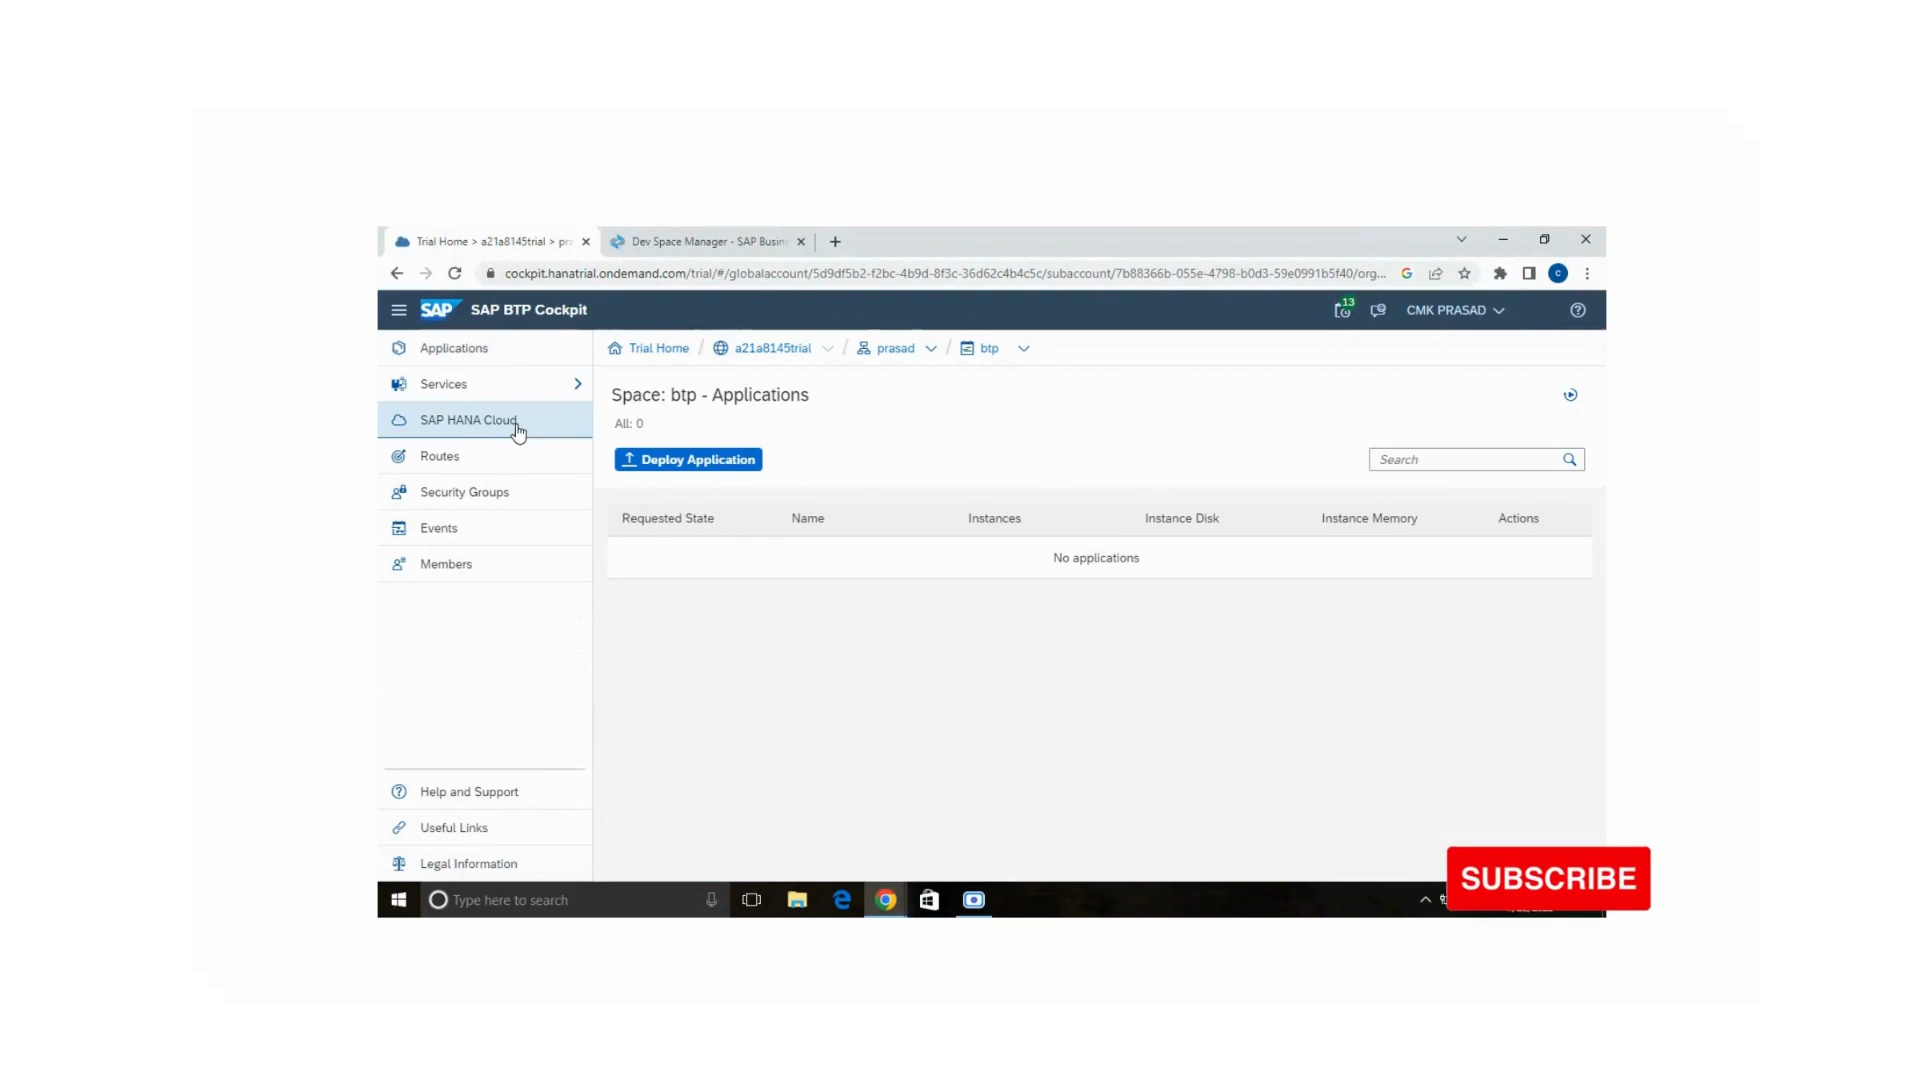 Trial Home > a21a8145trial > pra
Dev Space Manager - SAP Busin
cockpit.hanatrial.ondemand.com/trial/#/globalaccount/5d9df5b2-f2bc-4b9d-8f3c-36d62c4b4c5c/subaccount/7b88366b-055e-4798-b0d3-59e0991b5f40/org...
SAP SAP BTP Cockpit
13
CMK PRASAD
Applications
Services
SAP HANA Cloud
Routes
Security Groups
Events
Members
Help and Support
Useful Links
Legal Information
Trial Home / a21a8145trial / prasad / btp
Space: btp - Applications
All: 0
Deploy Application
Search
Requested State Name Instances Instance Disk Instance Memory Actions
No applications
SUBSCRIBE
Type here to search